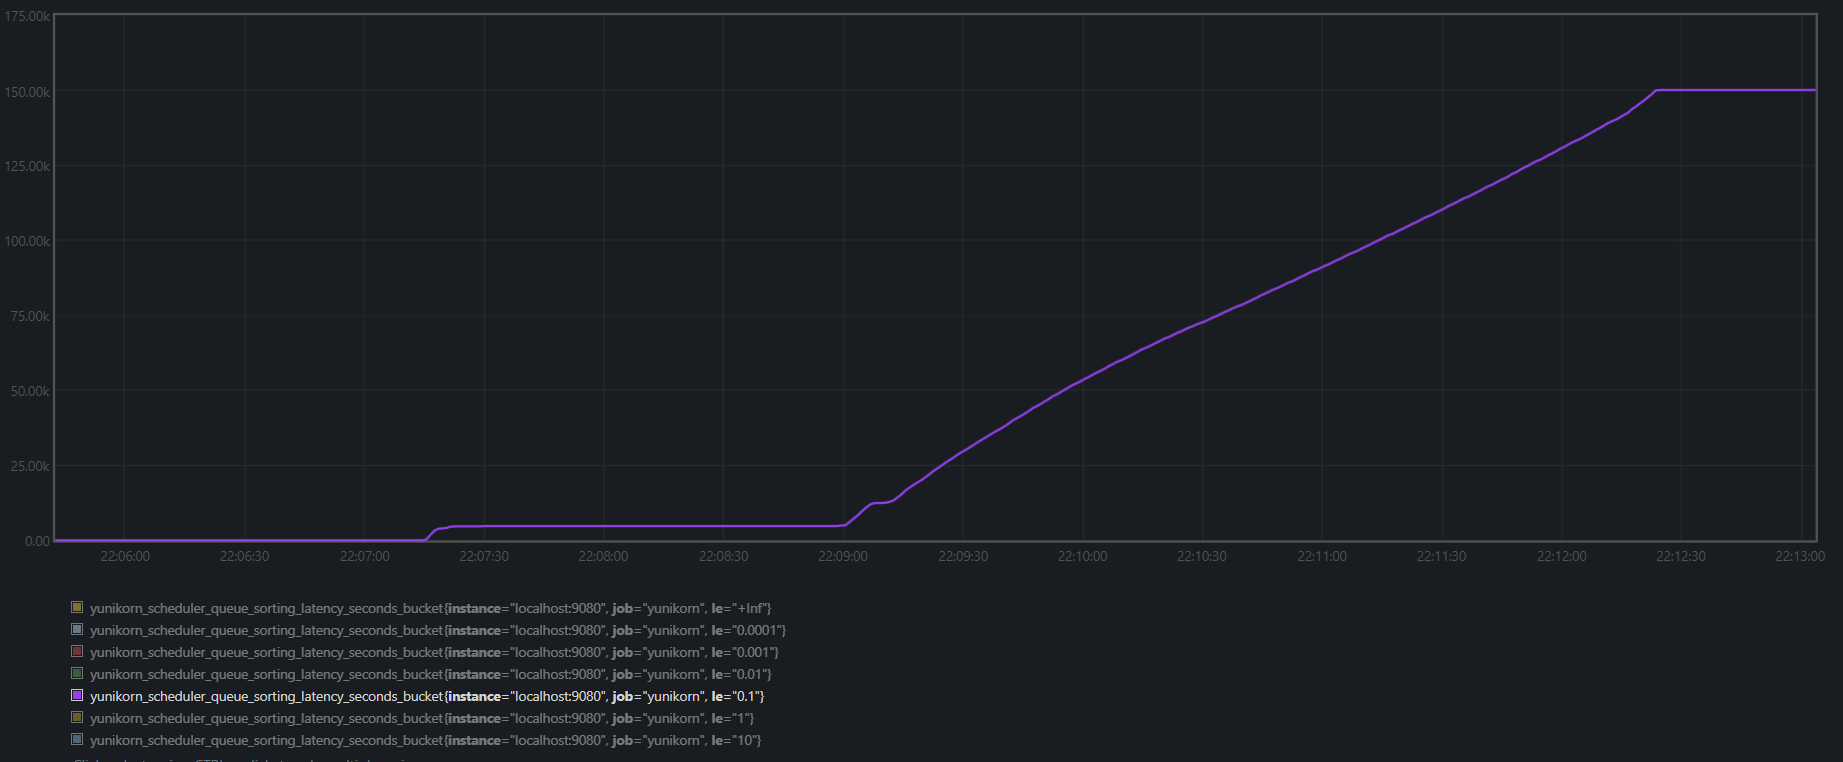 175.00k
150.00k
125.00k
100.00k
75.00k
50.00k
25.00k
0.00
22:06:00 22:06:30 22:07:00 22:07:30 22:08:00 22:08:30 22:09:00 22:09:30 22:10:00 22:10:30 22:11:00 22:11:30 22:12:00 22:12:30 22:13:00
yunikorn_scheduler_queue_sorting_latency_seconds_bucket{instance="localhost:9080", job="yunikorn", le="+Inf"}
yunikorn_scheduler_queue_sorting_latency_seconds_bucket{instance="localhost:9080", job="yunikorn", le="0.0001"}
yunikorn_scheduler_queue_sorting_latency_seconds_bucket{instance="localhost:9080", job="yunikorn", le="0.001"}
yunikorn_scheduler_queue_sorting_latency_seconds_bucket{instance="localhost:9080", job="yunikorn", le="0.01"}
yunikorn_scheduler_queue_sorting_latency_seconds_bucket{instance="localhost:9080", job="yunikorn", le="0.1"}
yunikorn_scheduler_queue_sorting_latency_seconds_bucket{instance="localhost:9080", job="yunikorn", le="1"}
yunikorn_scheduler_queue_sorting_latency_seconds_bucket{instance="localhost:9080", job="yunikorn", le="10"}